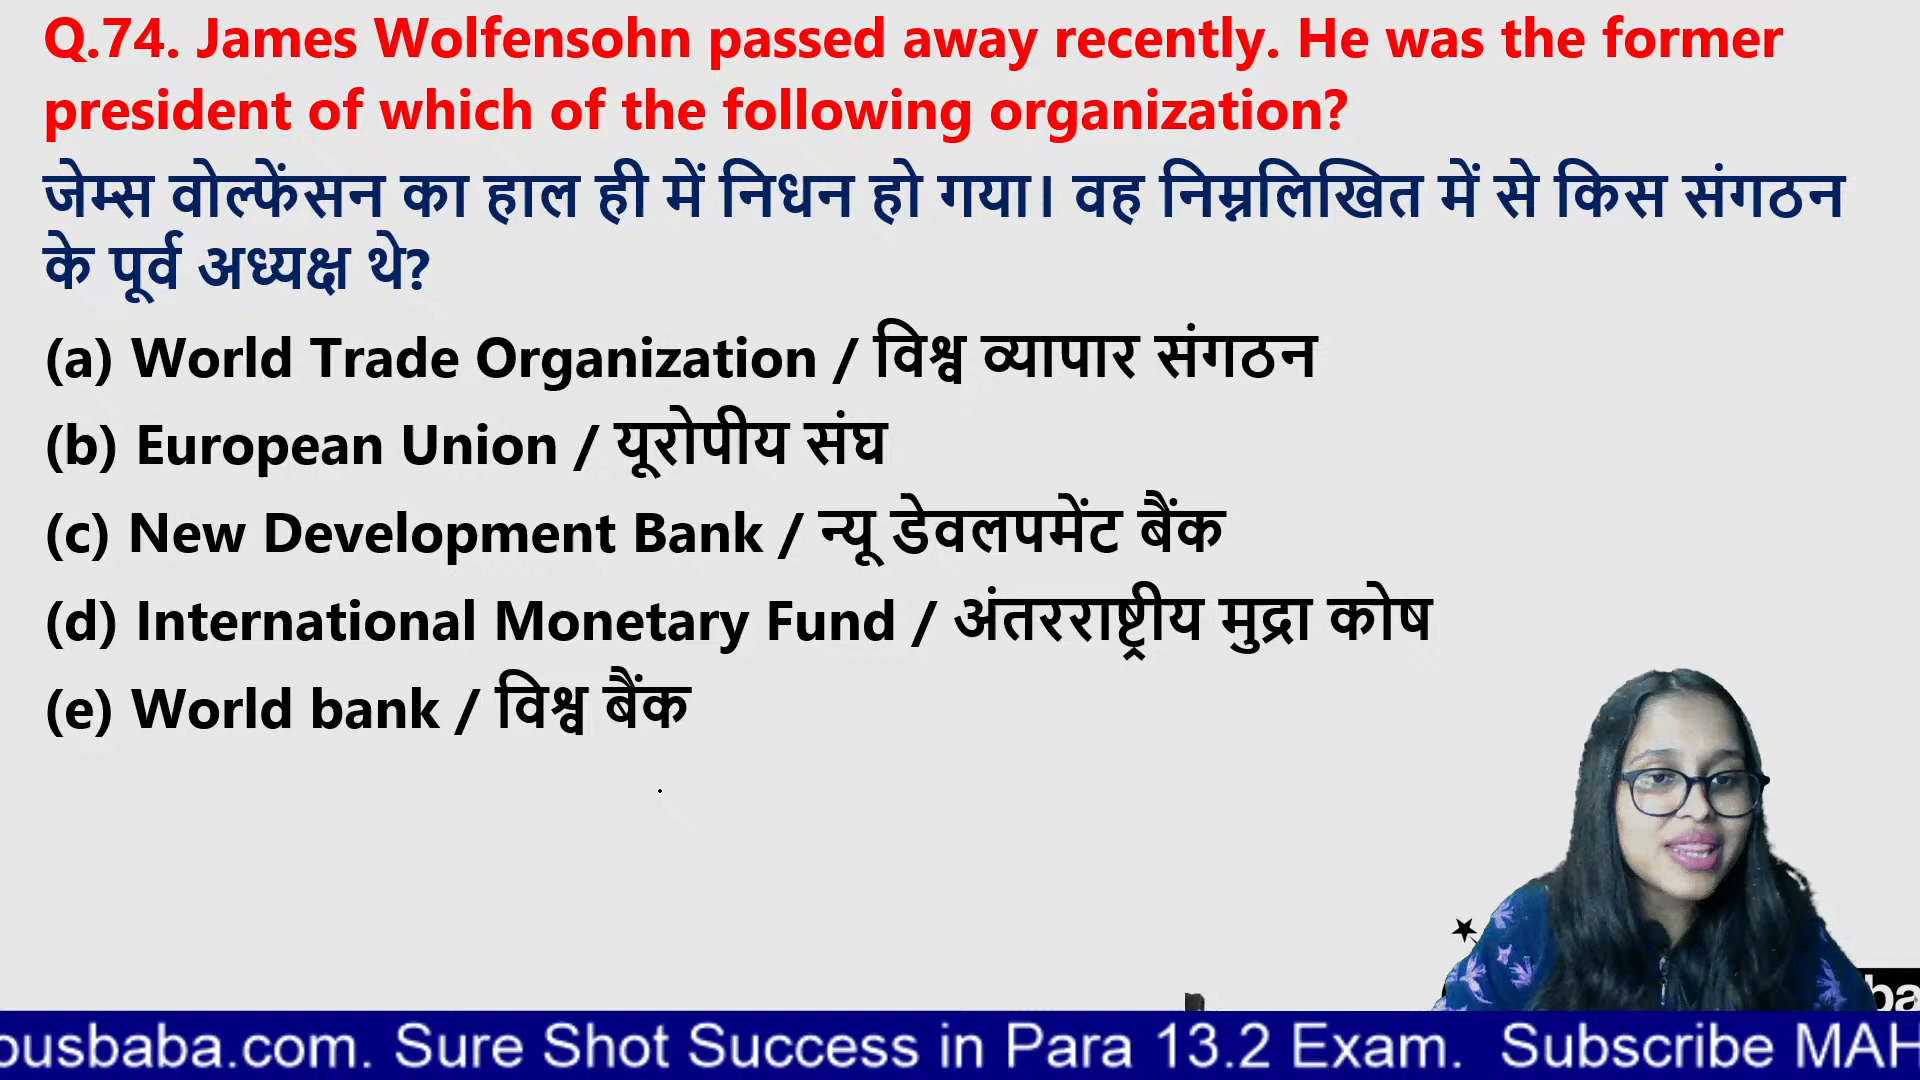 Q.74. James Wolfensohn passed away recently. He was the former
president of which of the following organization?
जेम्स वोल्फेंसन का हाल ही में निधन हो गया। वह निम्नलिखित में से किस संगठन
के पूर्व अध्यक्ष थे?
(a) World Trade Organization / विश्व व्यापार संगठन
(b) European Union / यूरोपीय संघ
(c) New Development Bank / न्यू डेवलपमेंट बैंक
(d) International Monetary Fund / अंतरराष्ट्रीय मुद्रा कोष
(e) World bank / विश्व बैंक
ba
ousbaba.com. Sure Shot Success in Para 13.2 Exam. Subscribe MAH